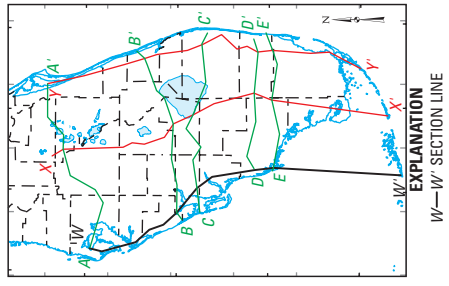 A'
B'
C'
D'
E'
Y
X
W
A
B
C
D
E
W'
X'
Y'
N
EXPLANATION
W—W' SECTION LINE